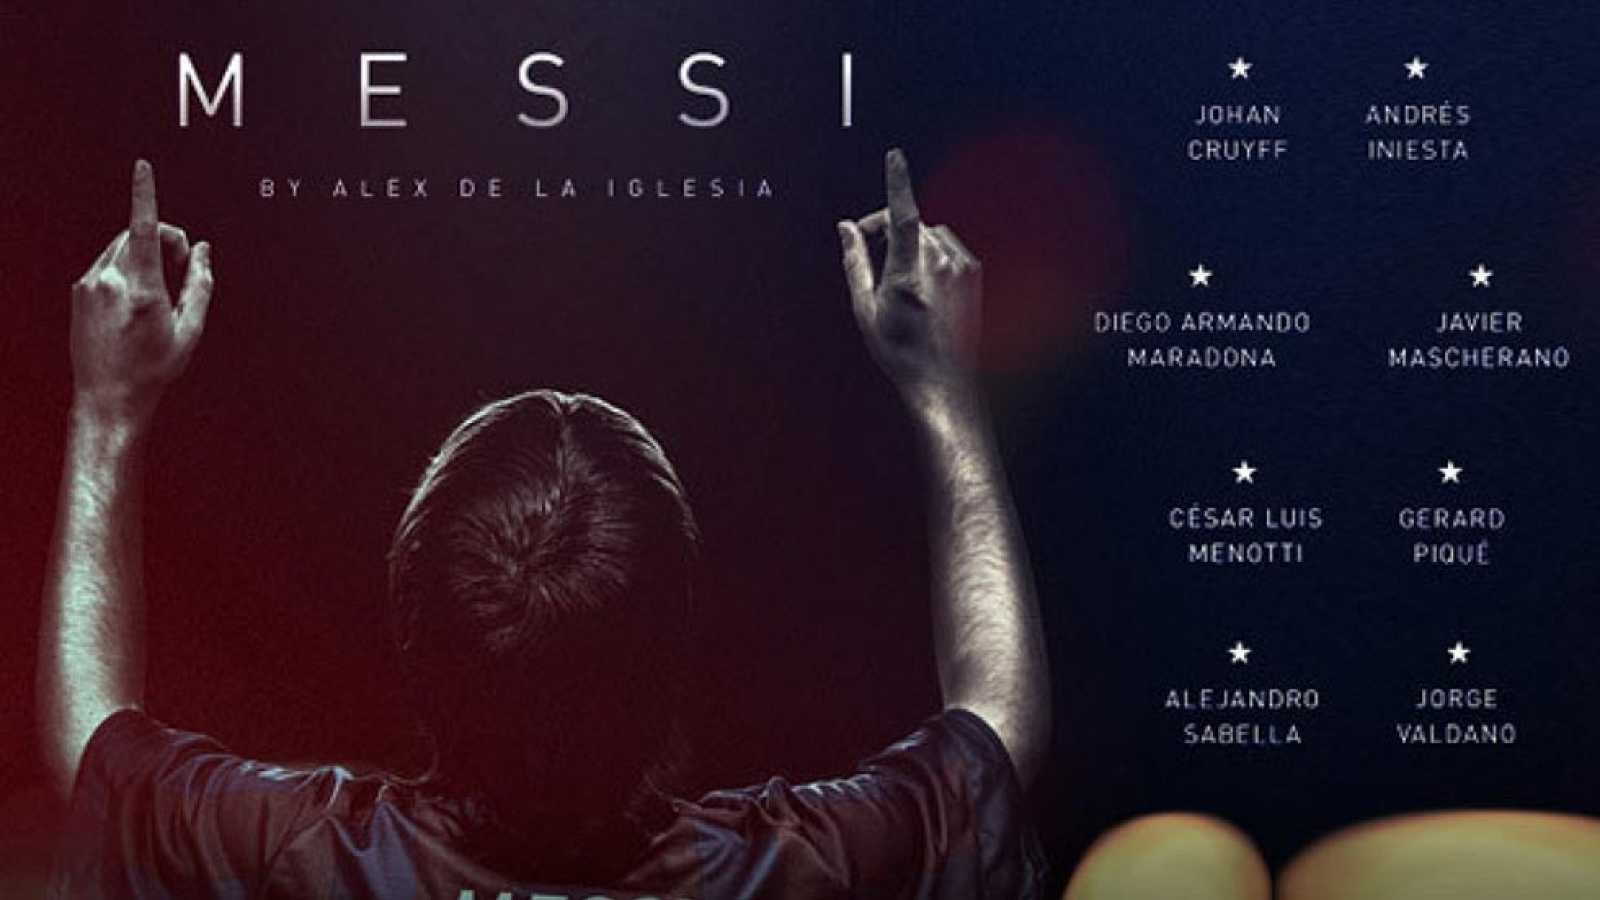 MESSI
BY ALEX DE LA IGLESIA
JOHAN
CRUYFF
ANDRÉS
INIESTA
DIEGO ARMANDO
MARADONA
JAVIER
MASCHERANO
CÉSAR LUIS
MENOTTI
GERARD
PIQUÉ
ALEJANDRO
SABELLA
JORGE
VALDANO